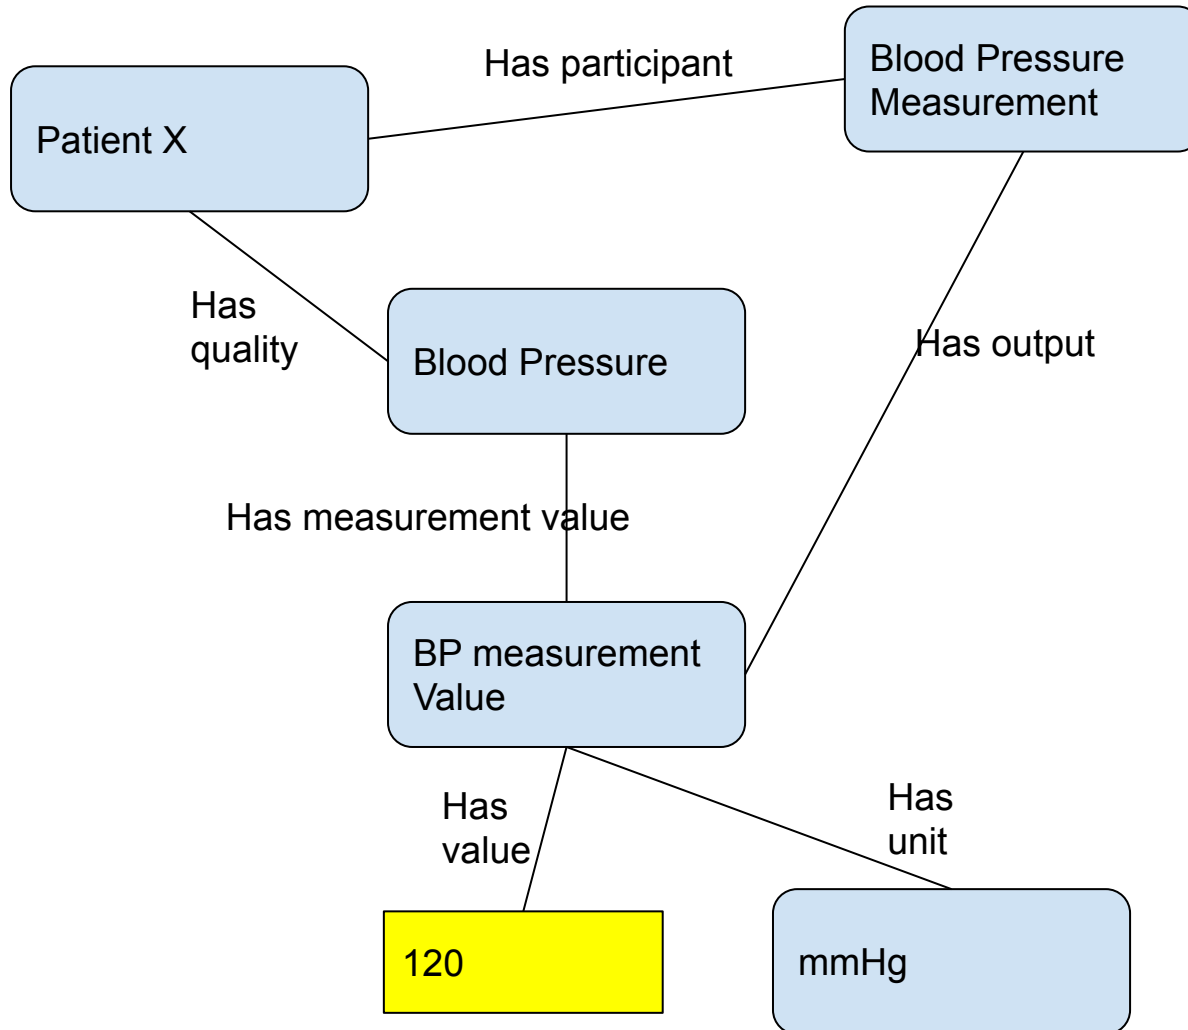 Has participant
Blood Pressure
Measurement
Patient X
Has
quality
Blood Pressure
Has output
Has measurement value
BP measurement
Value
Has
value
Has
unit
120
mmHg